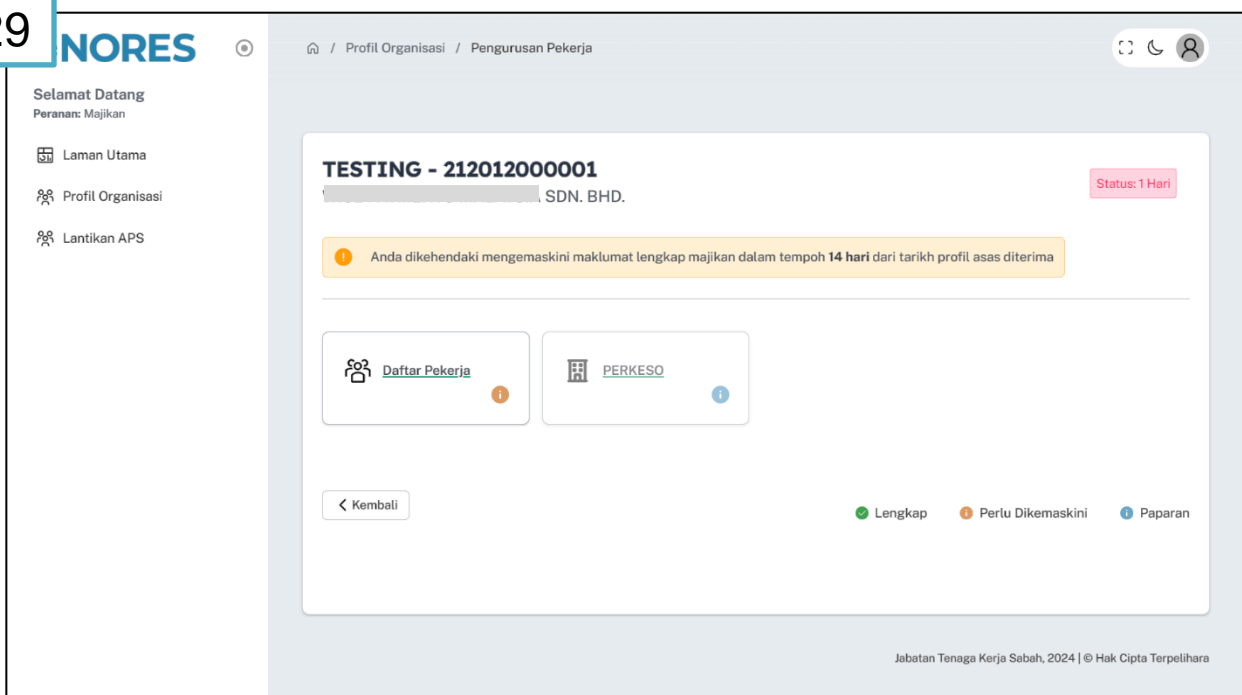 29
NORES
/ Profil Organisasi / Pengurusan Pekerja
Selamat Datang
Peranan: Majikan
Laman Utama
Profil Organisasi
Lantikan APS
TESTING - 212012000001
SDN. BHD.
Status: 1 Hari
Anda dikehendaki mengemaskini maklumat lengkap majikan dalam tempoh 14 hari dari tarikh profil asas diterima
Daftar Pekerja
PERKESO
Kembali
Lengkap
Perlu Dikemaskini
Paparan
Jabatan Tenaga Kerja Sabah, 2024 | © Hak Cipta Terpelihara